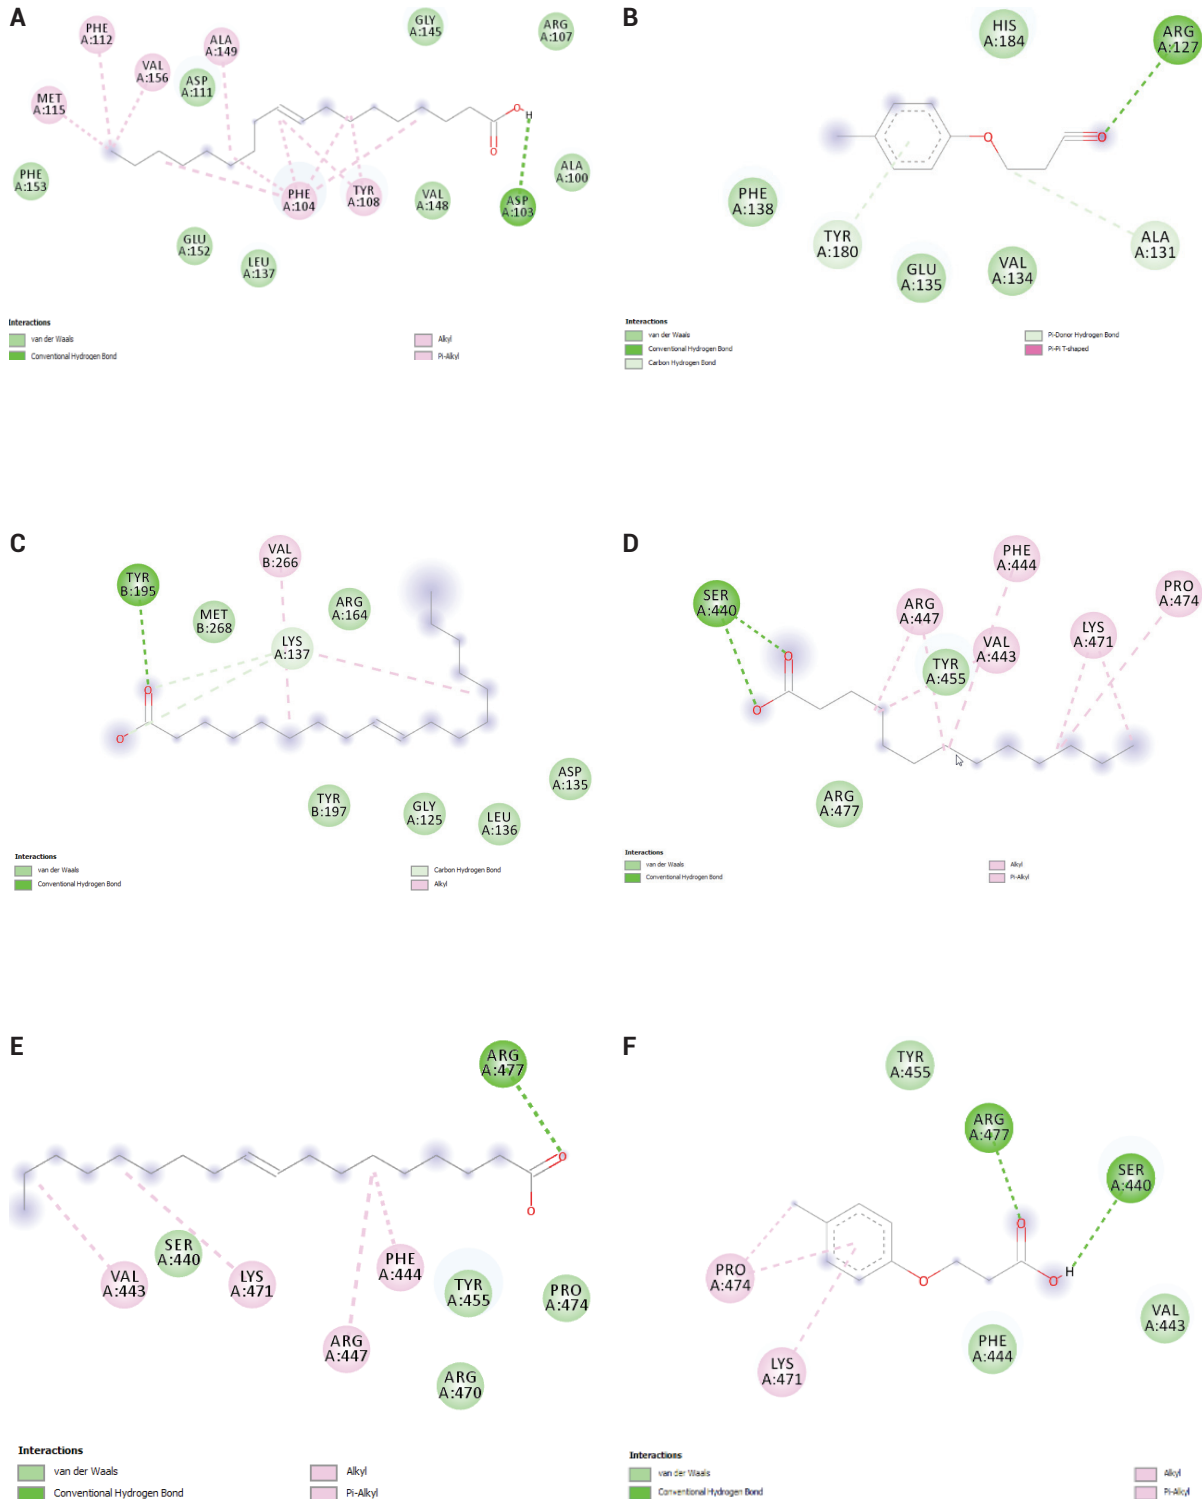 A
PHE
A:112
ALA
A:149
GLY
A:145
ARG
A:107
VAL
A:156
ASP
A:111
MET
A:115
O
H
O
PHE
A:153
ALA
A:100
PHE
A:104
TYR
A:108
VAL
A:148
ASP
A:103
GLU
A:152
LEU
A:137
Interactions
van der Waals
Conventional Hydrogen Bond
Alkyl
Pi-Alkyl
B
HIS
A:184
ARG
A:127
O
O
PHE
A:138
TYR
A:180
GLU
A:135
VAL
A:134
ALA
A:131
Interactions
van der Waals
Conventional Hydrogen Bond
Carbon Hydrogen Bond
Pi-Donor Hydrogen Bond
Pi-Pi T-shaped
C
VAL
B:266
TYR
B:195
MET
B:268
ARG
A:164
LYS
A:137
O
O
ASP
A:135
TYR
B:197
GLY
A:125
LEU
A:136
Interactions
van der Waals
Conventional Hydrogen Bond
Carbon Hydrogen Bond
Alkyl
D
PHE
A:444
SER
A:440
ARG
A:447
PRO
A:474
LYS
A:471
VAL
A:443
TYR
A:455
O
O
ARG
A:477
Interactions
van der Waals
Conventional Hydrogen Bond
Alkyl
Pi-Alkyl
E
ARG
A:477
O
O
SER
A:440
VAL
A:443
LYS
A:471
PHE
A:444
TYR
A:455
PRO
A:474
ARG
A:447
ARG
A:470
Interactions
van der Waals
Conventional Hydrogen Bond
Alkyl
Pi-Alkyl
F
TYR
A:455
ARG
A:477
SER
A:440
O
O
H
O
PRO
A:474
VAL
A:443
PHE
A:444
LYS
A:471
Interactions
van der Waals
Conventional Hydrogen Bond
Alkyl
Pi-Alkyl